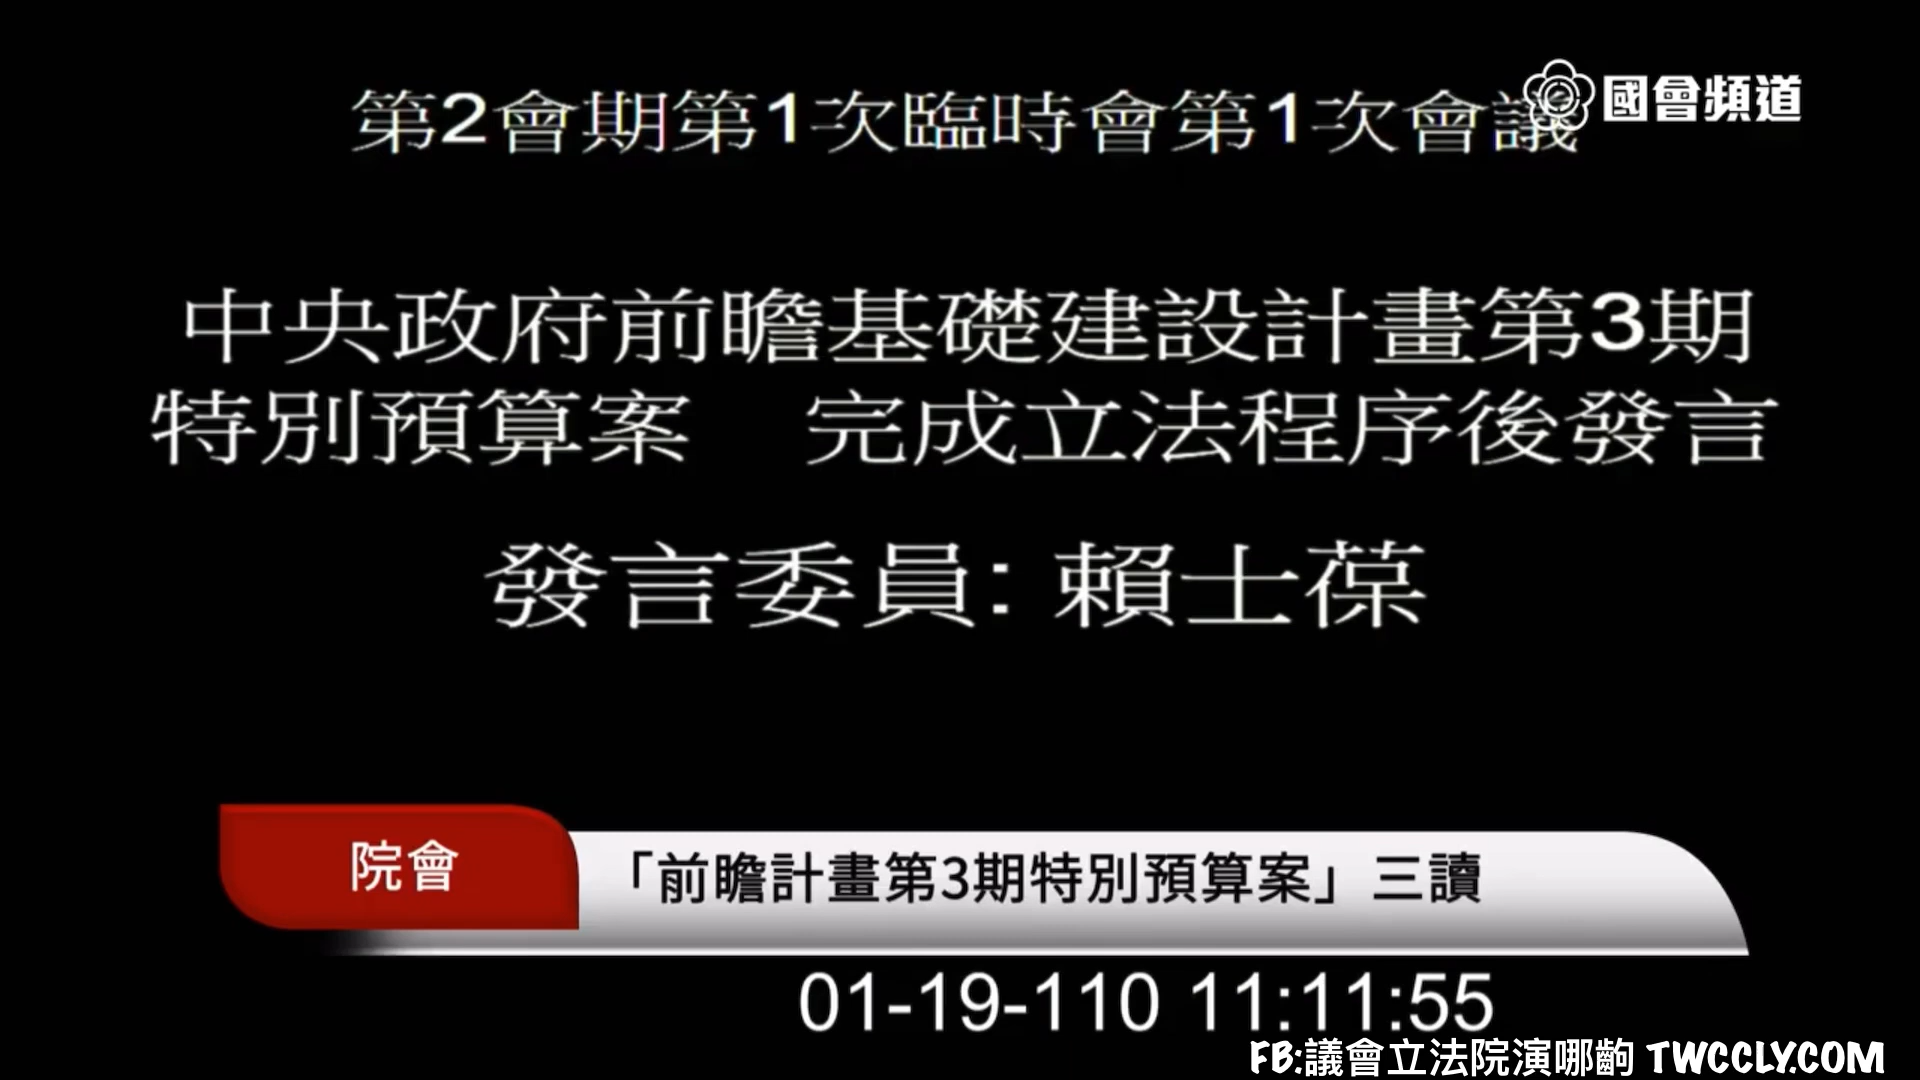 第2會期第1次臨時會第1次會議
國會頻道
中央政府前瞻基礎建設計畫第3期
特別預算案 完成立法程序後發言
發言委員: 賴士葆
院會
「前瞻計畫第3期特別預算案」三讀
01-19-110 11:11:55
FB:議會立法院演哪齣 TWCCLY.COM